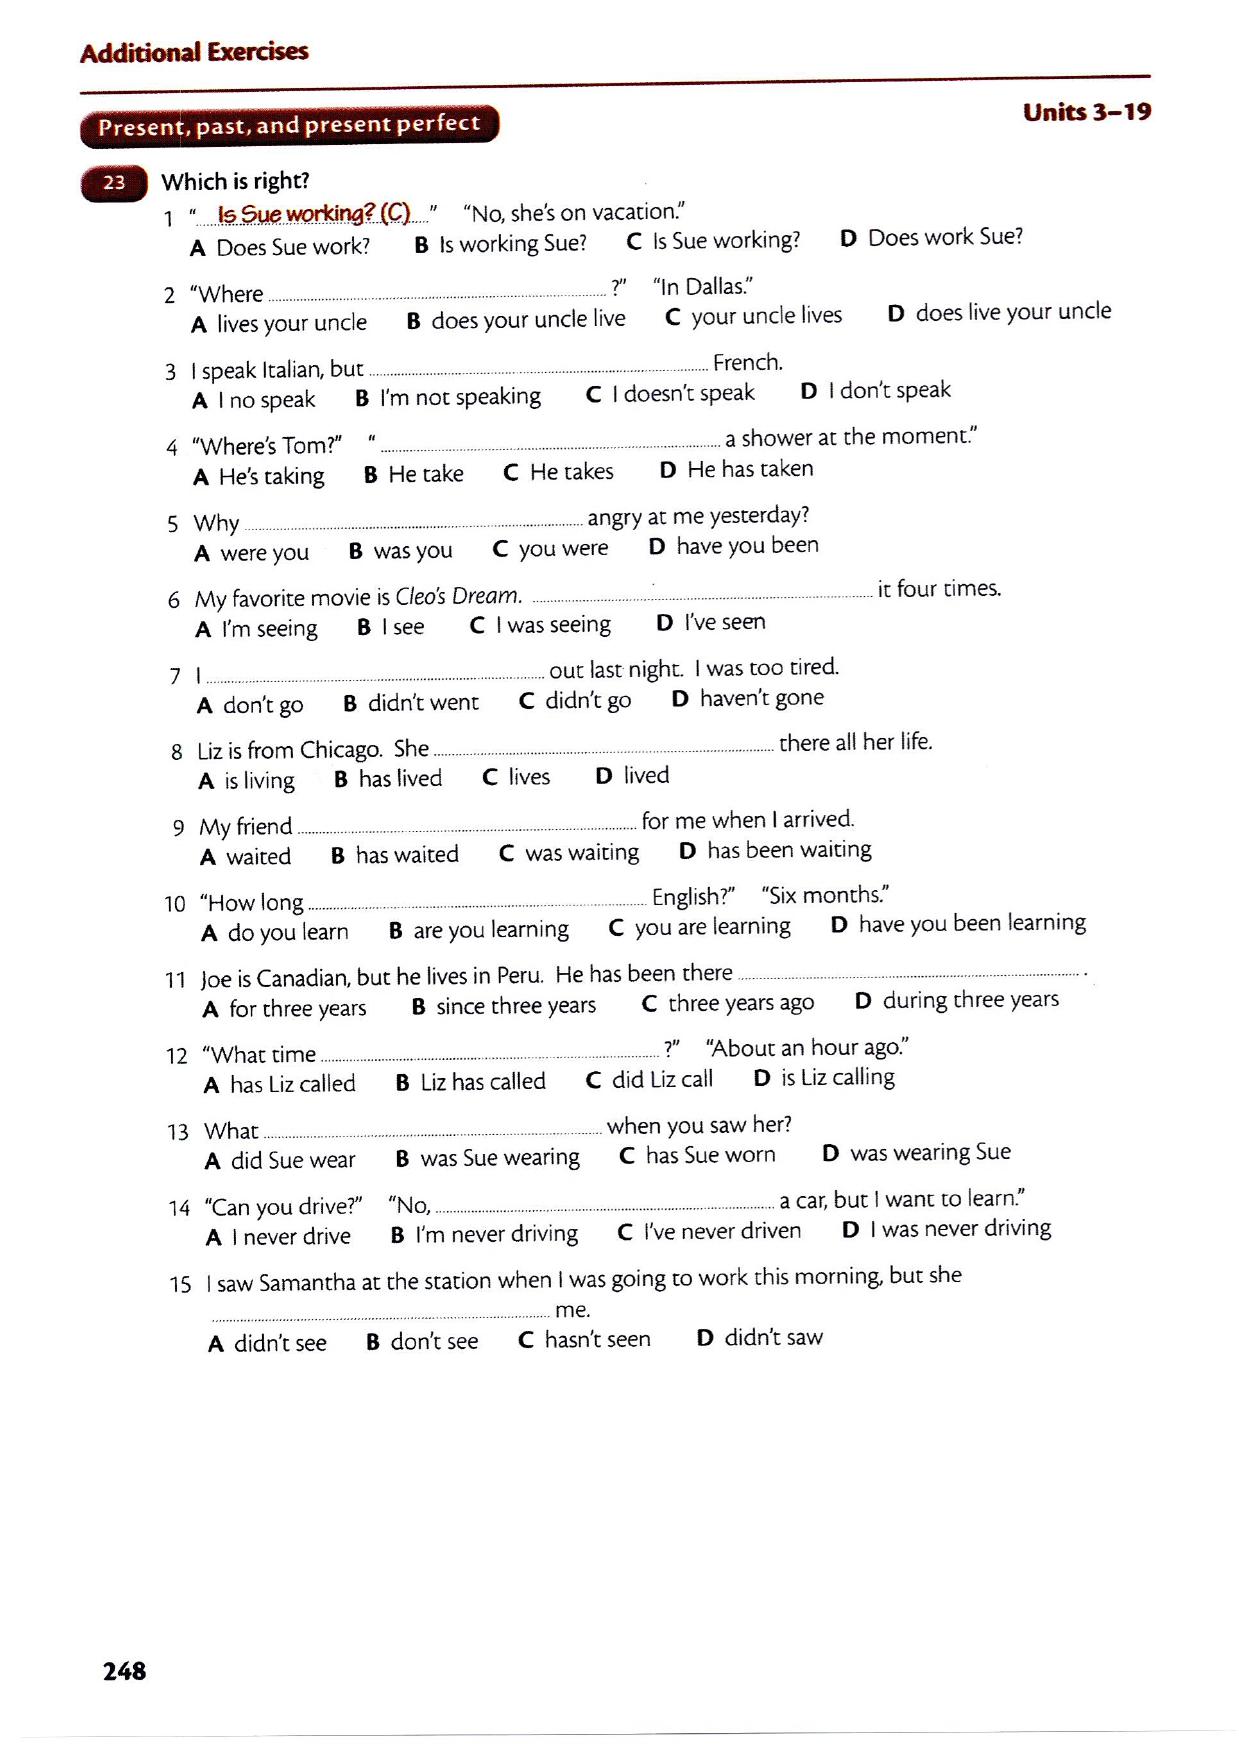 Additional Exercises
Units 3–19
Present, past, and present perfect
23 Which is right?
1 ".....Is Sue working? (C)....." "No, she's on vacation."
A Does Sue work? B Is working Sue? C Is Sue working? D Does work Sue?
2 "Where ............................................ ?" "In Dallas."
A lives your uncle B does your uncle live C your uncle lives D does live your uncle
3 I speak Italian, but ............................................ French.
A I no speak B I'm not speaking C I doesn't speak D I don't speak
4 "Where's Tom?" " ............................................ a shower at the moment."
A He's taking B He take C He takes D He has taken
5 Why ............................................ angry at me yesterday?
A were you B was you C you were D have you been
6 My favorite movie is Cleo's Dream. ............................................ it four times.
A I'm seeing B I see C I was seeing D I've seen
7 I ............................................ out last night. I was too tired.
A don't go B didn't went C didn't go D haven't gone
8 Liz is from Chicago. She ............................................ there all her life.
A is living B has lived C lives D lived
9 My friend ............................................ for me when I arrived.
A waited B has waited C was waiting D has been waiting
10 "How long ............................................ English?" "Six months."
A do you learn B are you learning C you are learning D have you been learning
11 Joe is Canadian, but he lives in Peru. He has been there ............................................ .
A for three years B since three years C three years ago D during three years
12 "What time ............................................ ?" "About an hour ago."
A has Liz called B Liz has called C did Liz call D is Liz calling
13 What ............................................ when you saw her?
A did Sue wear B was Sue wearing C has Sue worn D was wearing Sue
14 "Can you drive?" "No, ............................................ a car, but I want to learn."
A I never drive B I'm never driving C I've never driven D I was never driving
15 I saw Samantha at the station when I was going to work this morning, but she
............................................ me.
A didn't see B don't see C hasn't seen D didn't saw
248